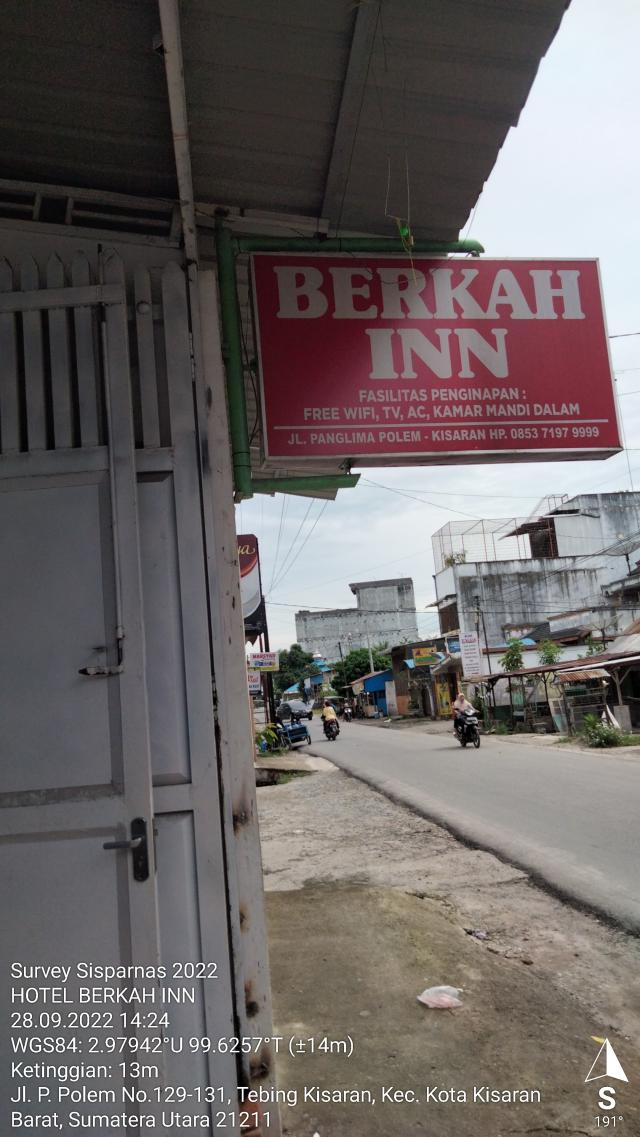 BERKAH
INN
FASILITAS PENGINAPAN :
FREE WIFI, TV, AC, KAMAR MANDI DALAM
JL. PANGLIMA POLEM - KISARAN HP. 0853 7197 9999
Survey Sisparnas 2022
HOTEL BERKAH INN
28.09.2022 14:24
WGS84: 2.97942°U 99.6257°T (±14m)
Ketinggian: 13m
Jl. P. Polem No.129-131, Tebing Kisaran, Kec. Kota Kisaran
Barat, Sumatera Utara 21211
S
191°